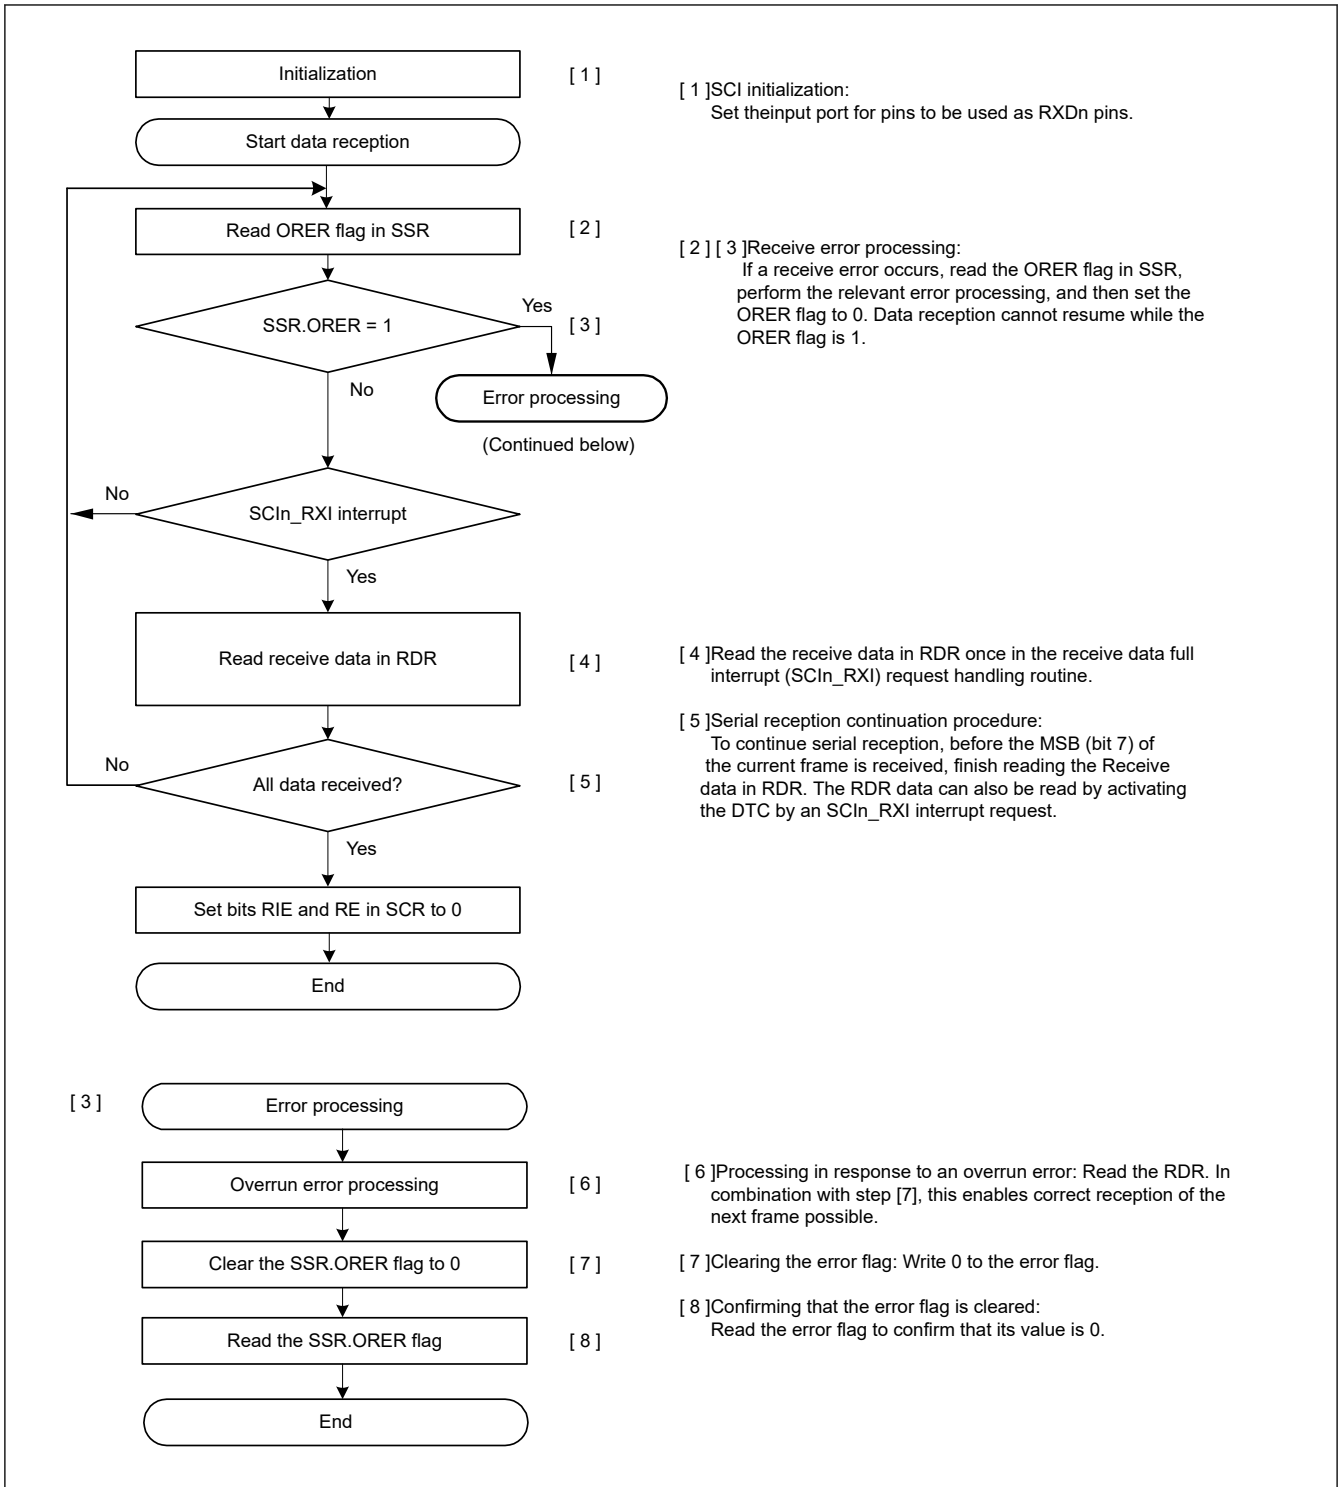 Initialization
[ 1 ]
[ 1 ]SCI initialization:
Set theinput port for pins to be used as RXDn pins.
Start data reception
Read ORER flag in SSR
[ 2 ]
[ 2 ] [ 3 ]Receive error processing:
If a receive error occurs, read the ORER flag in SSR,
perform the relevant error processing, and then set the
ORER flag to 0. Data reception cannot resume while the
ORER flag is 1.
Yes
SSR.ORER = 1
[ 3 ]
No
Error processing
(Continued below)
No
SCIn_RXI interrupt
Yes
Read receive data in RDR
[ 4 ]
[ 4 ]Read the receive data in RDR once in the receive data full
interrupt (SCIn_RXI) request handling routine.
[ 5 ]Serial reception continuation procedure:
To continue serial reception, before the MSB (bit 7) of
the current frame is received, finish reading the Receive
data in RDR. The RDR data can also be read by activating
the DTC by an SCIn_RXI interrupt request.
No
All data received?
[ 5 ]
Yes
Set bits RIE and RE in SCR to 0
End
[ 3 ]
Error processing
Overrun error processing
[ 6 ]
[ 6 ]Processing in response to an overrun error: Read the RDR. In
combination with step [7], this enables correct reception of the
next frame possible.
Clear the SSR.ORER flag to 0
[ 7 ]
[ 7 ]Clearing the error flag: Write 0 to the error flag.
Read the SSR.ORER flag
[ 8 ]
[ 8 ]Confirming that the error flag is cleared:
Read the error flag to confirm that its value is 0.
End